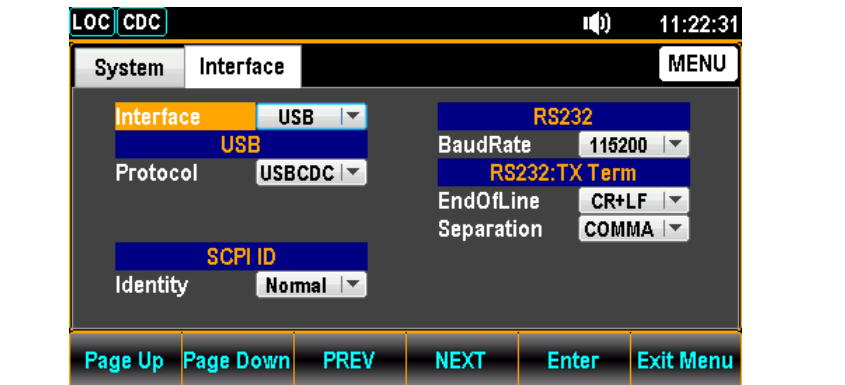 LOC CDC 11:22:31
System Interface MENU
Interface USB
USB
Protocol USBCDC
SCPI ID
Identity Normal
RS232
BaudRate 115200
RS232:TX Term
EndOfLine CR+LF
Separation COMMA
Page Up Page Down PREV NEXT Enter Exit Menu